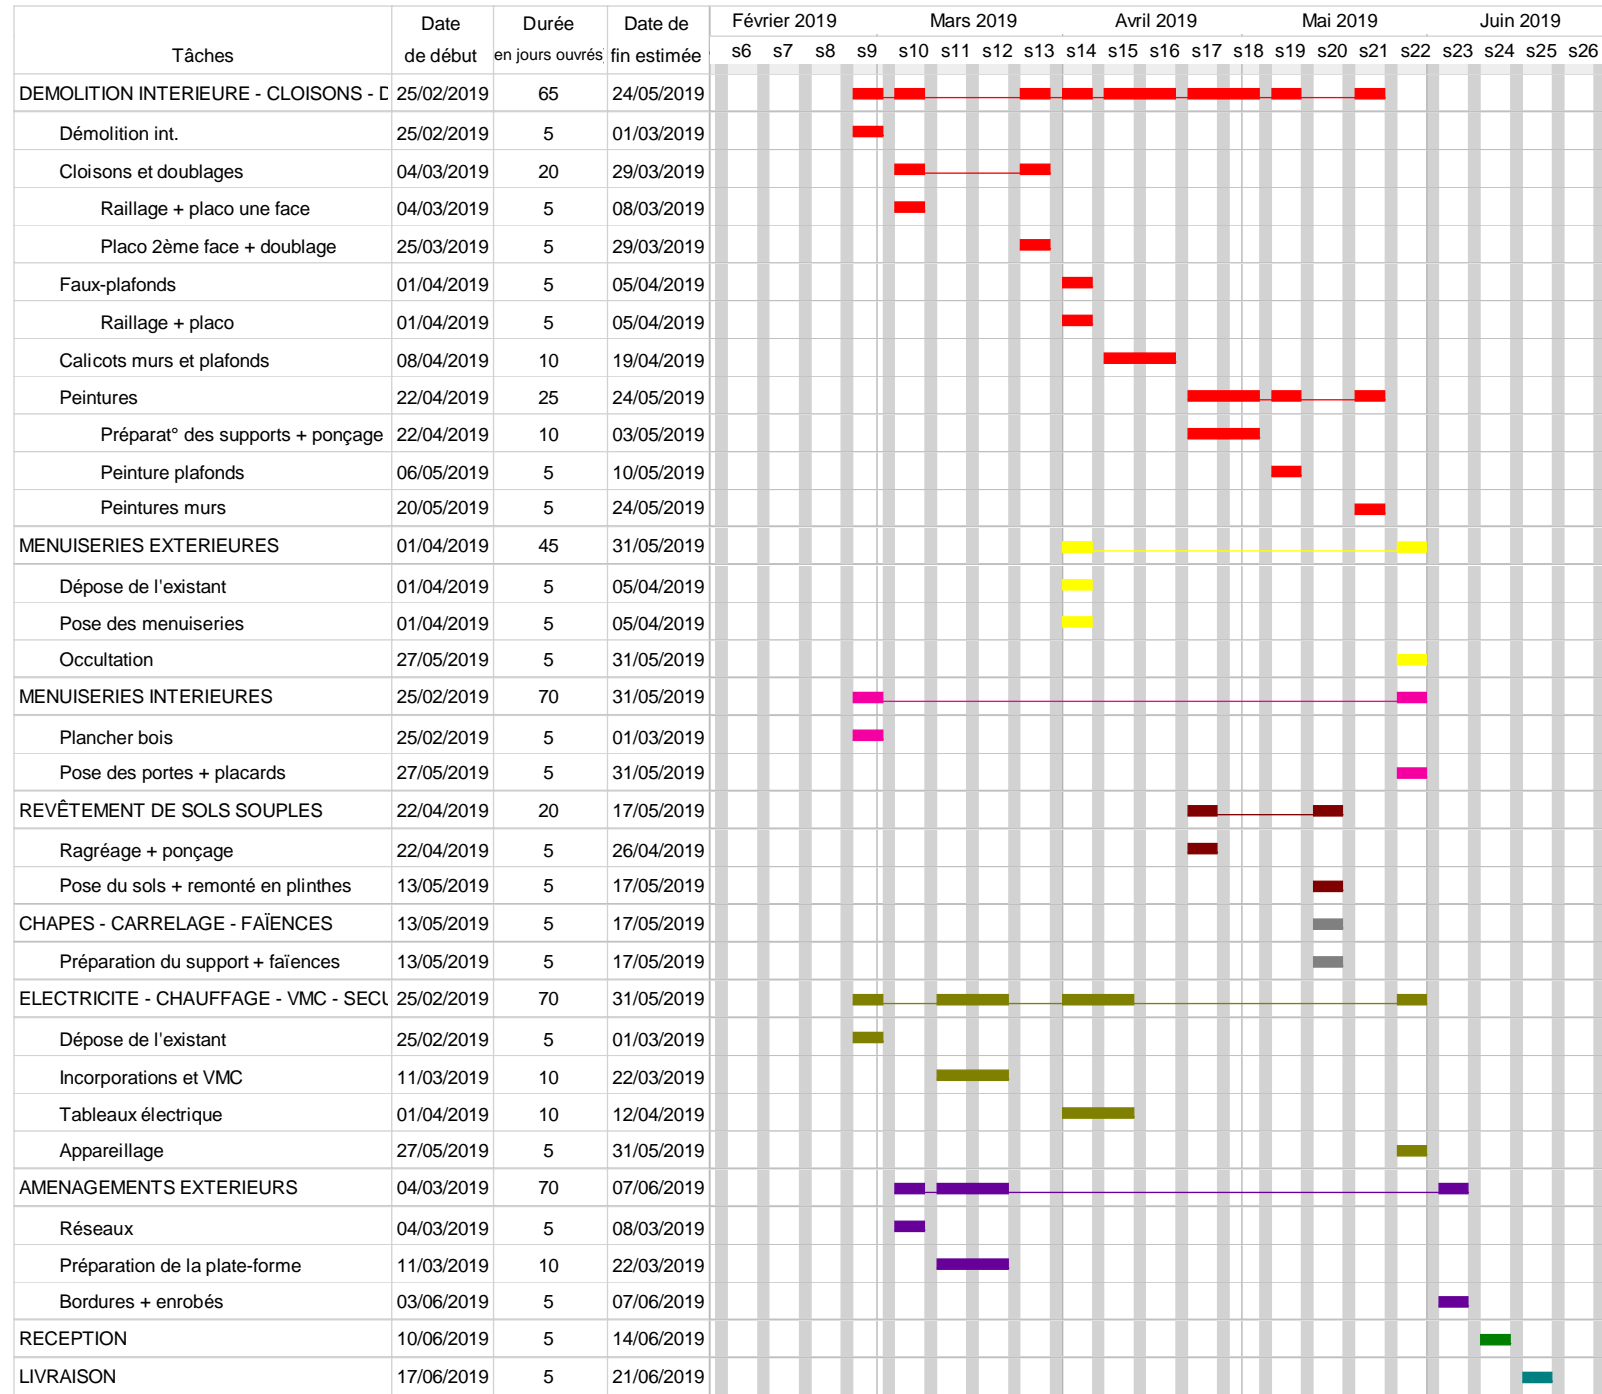 Date Durée Date de Février 2019 Mars 2019 Avril 2019 Mai 2019 Juin 2019
Tâches de début en jours ouvrés fin estimée s6 s7 s8 s9 s10 s11 s12 s13 s14 s15 s16 s17 s18 s19 s20 s21 s22 s23 s24 s25 s26
DEMOLITION INTERIEURE - CLOISONS - D 25/02/2019 65 24/05/2019
Démolition int. 25/02/2019 5 01/03/2019
Cloisons et doublages 04/03/2019 20 29/03/2019
Raillage + placo une face 04/03/2019 5 08/03/2019
Placo 2ème face + doublage 25/03/2019 5 29/03/2019
Faux-plafonds 01/04/2019 5 05/04/2019
Raillage + placo 01/04/2019 5 05/04/2019
Calicots murs et plafonds 08/04/2019 10 19/04/2019
Peintures 22/04/2019 25 24/05/2019
Préparat° des supports + ponçage 22/04/2019 10 03/05/2019
Peinture plafonds 06/05/2019 5 10/05/2019
Peintures murs 20/05/2019 5 24/05/2019
MENUISERIES EXTERIEURES 01/04/2019 45 31/05/2019
Dépose de l'existant 01/04/2019 5 05/04/2019
Pose des menuiseries 01/04/2019 5 05/04/2019
Occultation 27/05/2019 5 31/05/2019
MENUISERIES INTERIEURES 25/02/2019 70 31/05/2019
Plancher bois 25/02/2019 5 01/03/2019
Pose des portes + placards 27/05/2019 5 31/05/2019
REVÊTEMENT DE SOLS SOUPLES 22/04/2019 20 17/05/2019
Ragréage + ponçage 22/04/2019 5 26/04/2019
Pose du sols + remonté en plinthes 13/05/2019 5 17/05/2019
CHAPES - CARRELAGE - FAÏENCES 13/05/2019 5 17/05/2019
Préparation du support + faïences 13/05/2019 5 17/05/2019
ELECTRICITE - CHAUFFAGE - VMC - SECU 25/02/2019 70 31/05/2019
Dépose de l'existant 25/02/2019 5 01/03/2019
Incorporations et VMC 11/03/2019 10 22/03/2019
Tableaux électrique 01/04/2019 10 12/04/2019
Appareillage 27/05/2019 5 31/05/2019
AMENAGEMENTS EXTERIEURS 04/03/2019 70 07/06/2019
Réseaux 04/03/2019 5 08/03/2019
Préparation de la plate-forme 11/03/2019 10 22/03/2019
Bordures + enrobés 03/06/2019 5 07/06/2019
RECEPTION 10/06/2019 5 14/06/2019
LIVRAISON 17/06/2019 5 21/06/2019